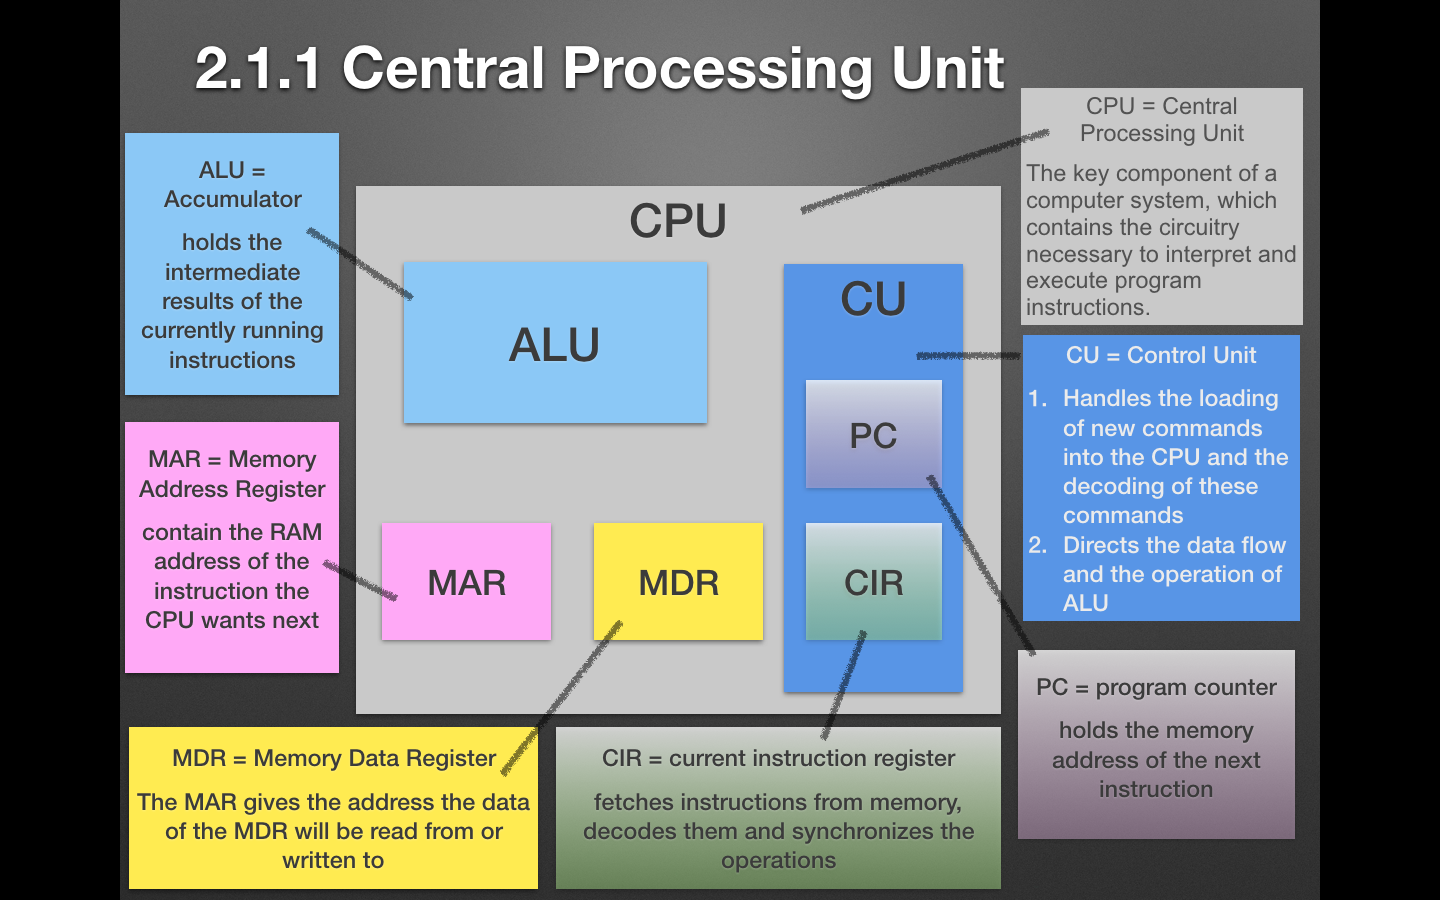 2.1.1 Central Processing Unit
CPU = Central
Processing Unit
The key component of a
computer system, which
contains the circuitry
necessary to interpret and
execute program
instructions.
ALU =
Accumulator
holds the
intermediate
results of the
currently running
instructions
CPU
ALU
CU
PC
MAR
MDR
CIR
CU = Control Unit
1. Handles the loading
of new commands
into the CPU and the
decoding of these
commands
2. Directs the data flow
and the operation of
ALU
MAR = Memory
Address Register
contain the RAM
address of the
instruction the
CPU wants next
PC = program counter
holds the memory
address of the next
instruction
MDR = Memory Data Register
The MAR gives the address the data
of the MDR will be read from or
written to
CIR = current instruction register
fetches instructions from memory,
decodes them and synchronizes the
operations